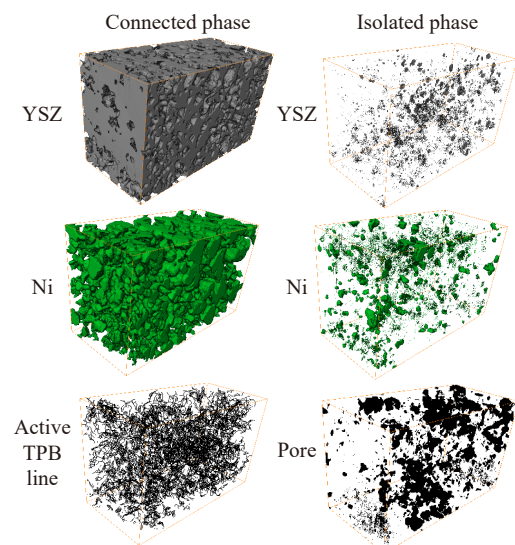 Connected phase
Isolated phase
YSZ
YSZ
Ni
Ni
Active
TPB
line
Pore